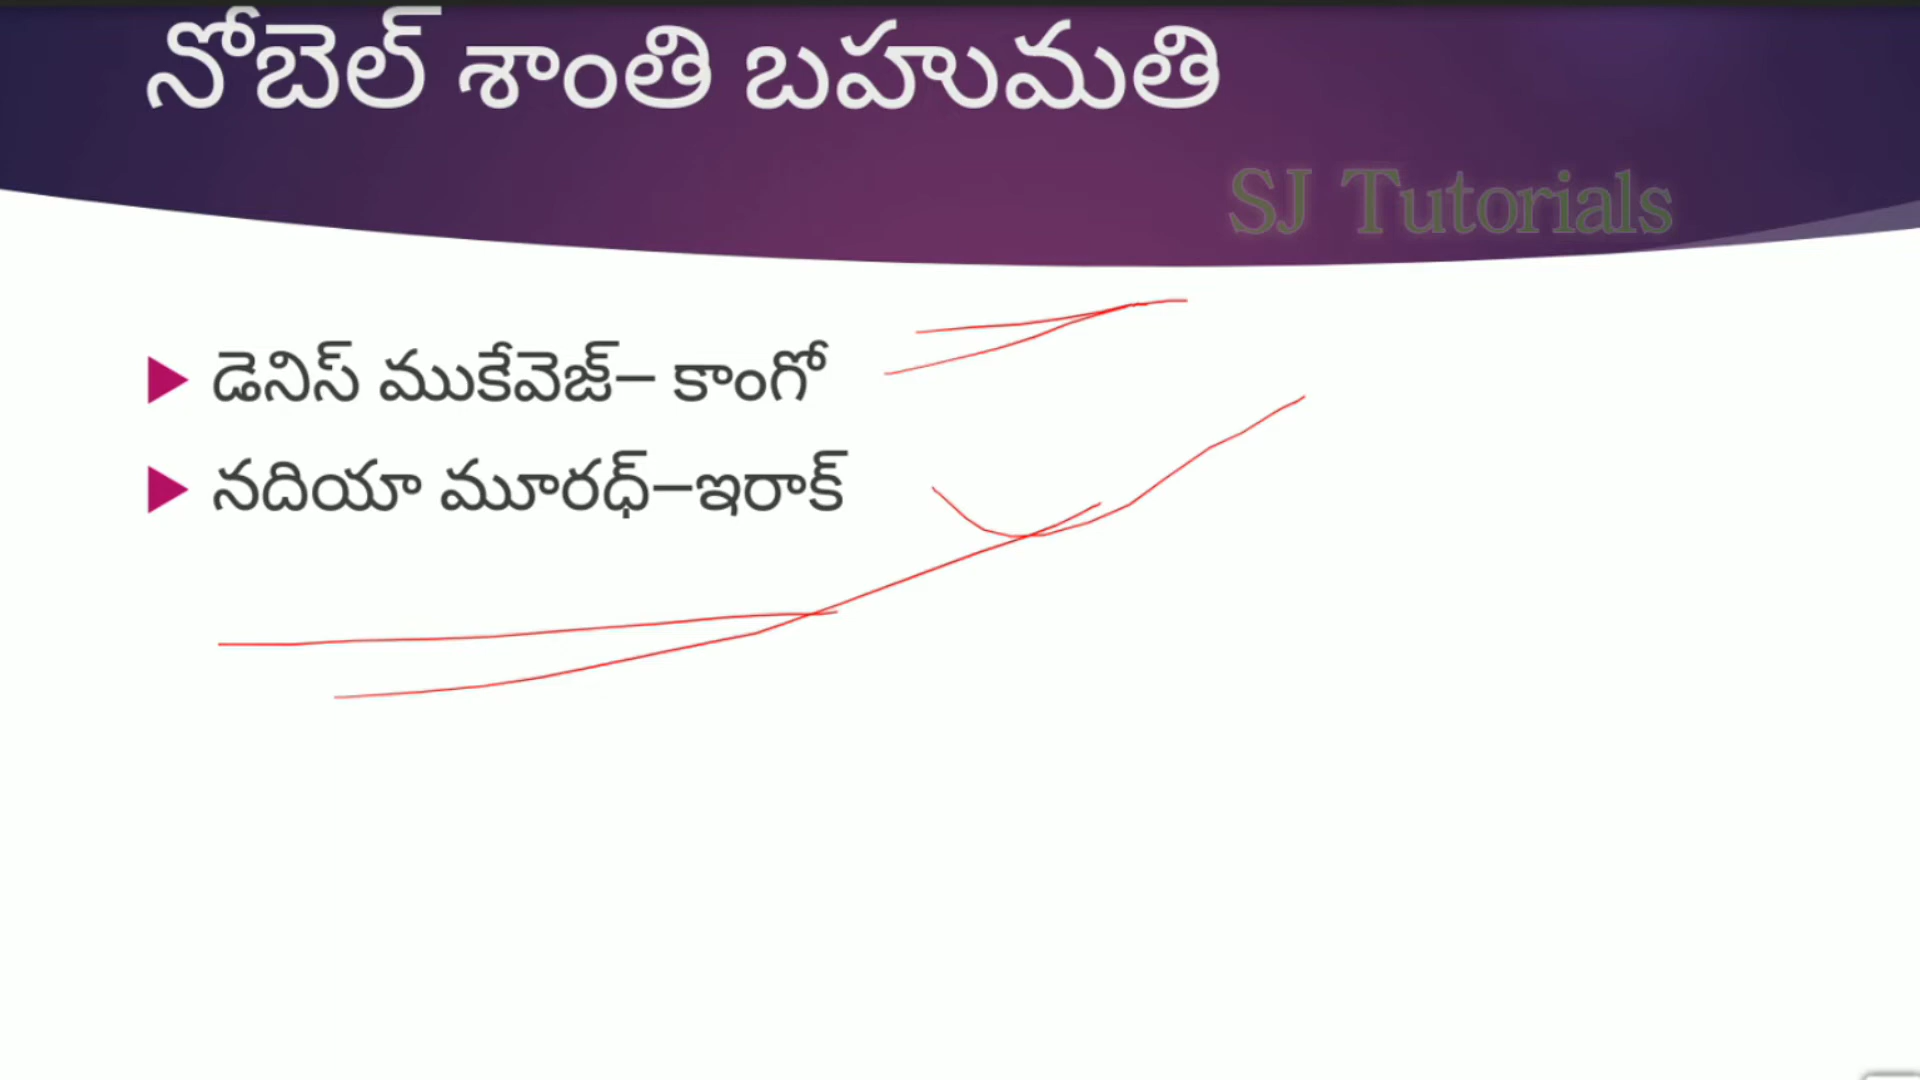 నోబెల్ శాంతి బహుమతి
SJ Tutorials
డెనిస్ ముకేవెజ్– కాంగో
నదియా మూరధ్–ఇరాక్